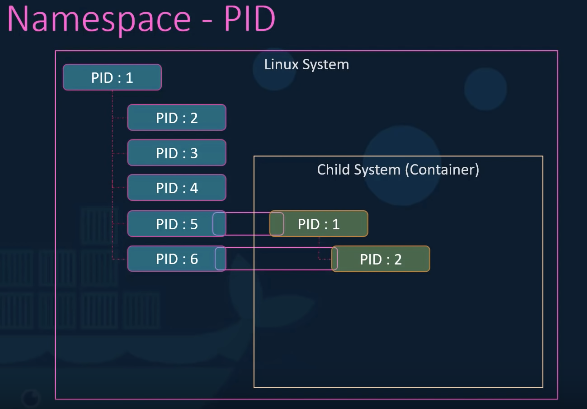 Namespace - PID
Linux System
PID : 1
PID : 2
PID : 3
PID : 4
PID : 5
PID : 6
Child System (Container)
PID : 1
PID : 2